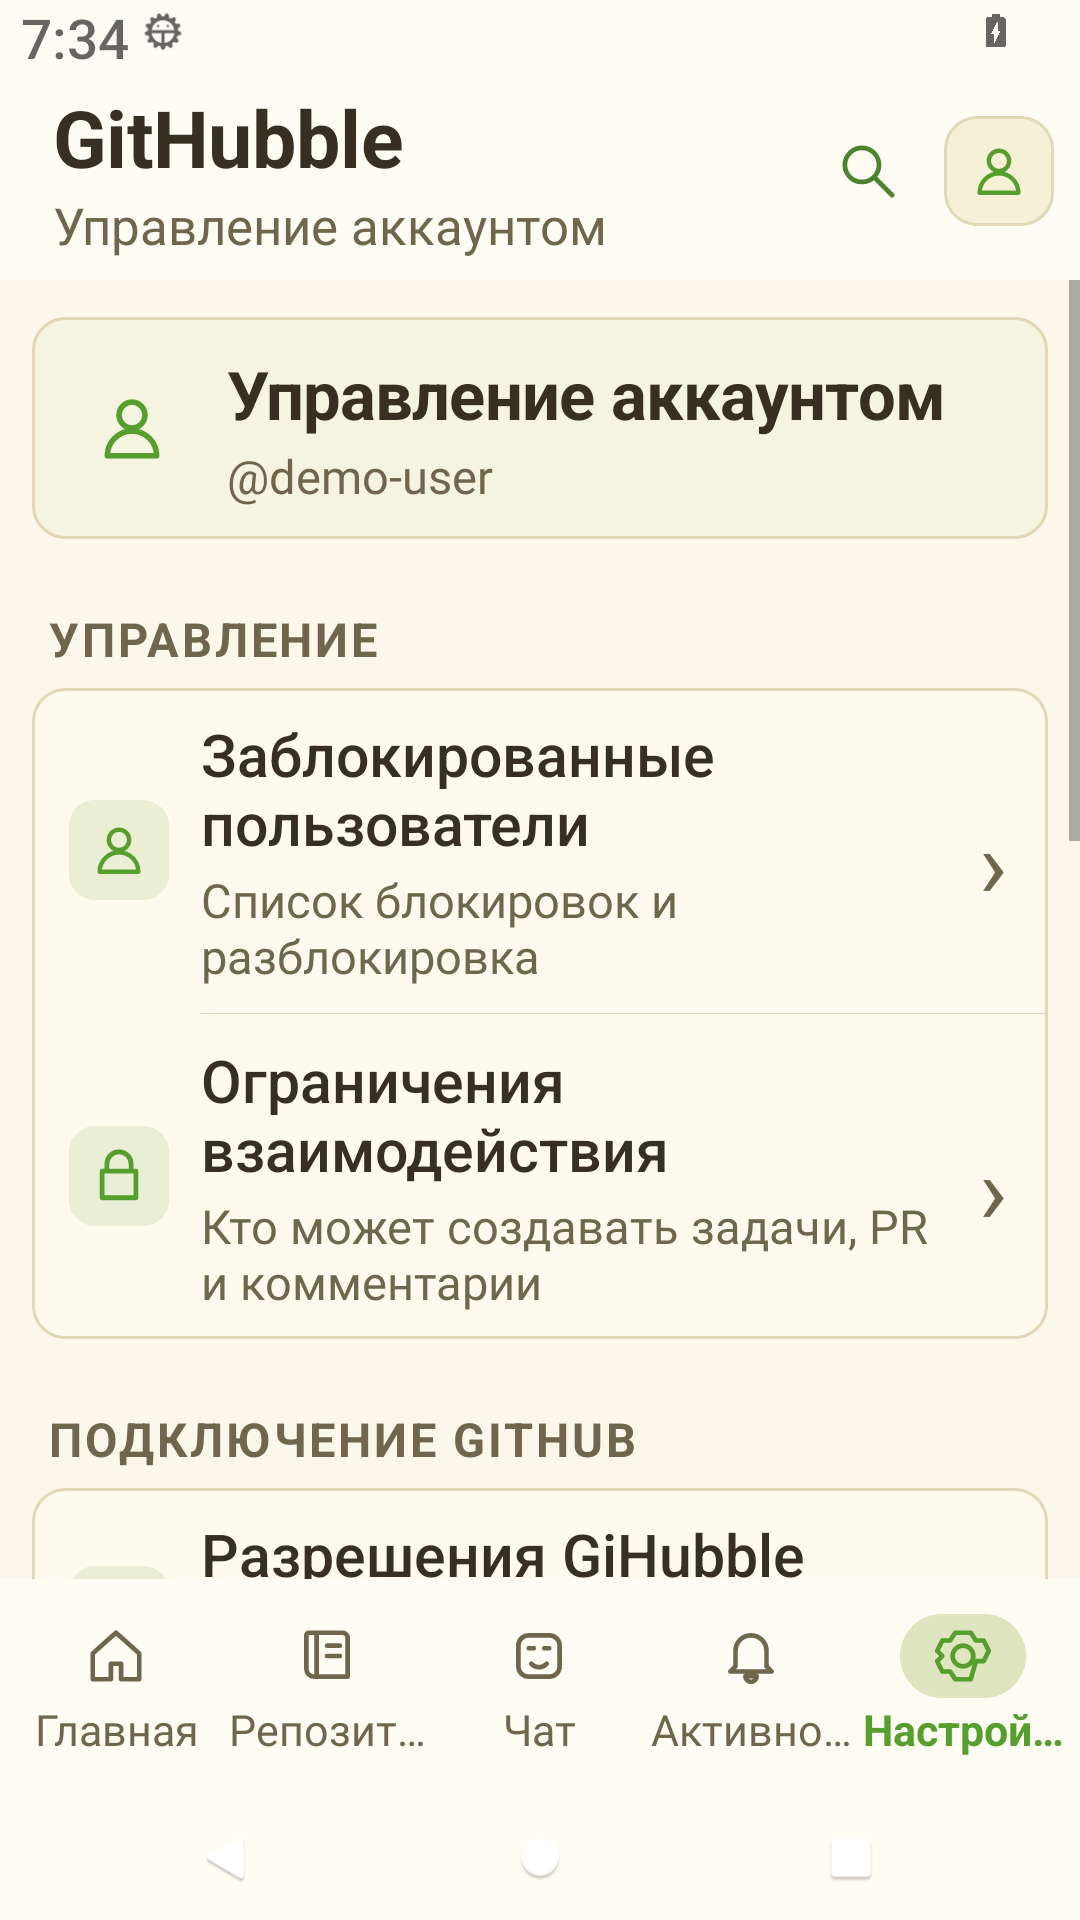 7:34
GitHubble
Управление аккаунтом
Управление аккаунтом
@demo-user
УПРАВЛЕНИЕ
Заблокированные
пользователи
Список блокировок и
разблокировка
Ограничения
взаимодействия
Кто может создавать задачи, PR
и комментарии
ПОДКЛЮЧЕНИЕ GITHUB
Разрешения GiHubble
Главная
Репозит...
Чат
Активно...
Настрой...